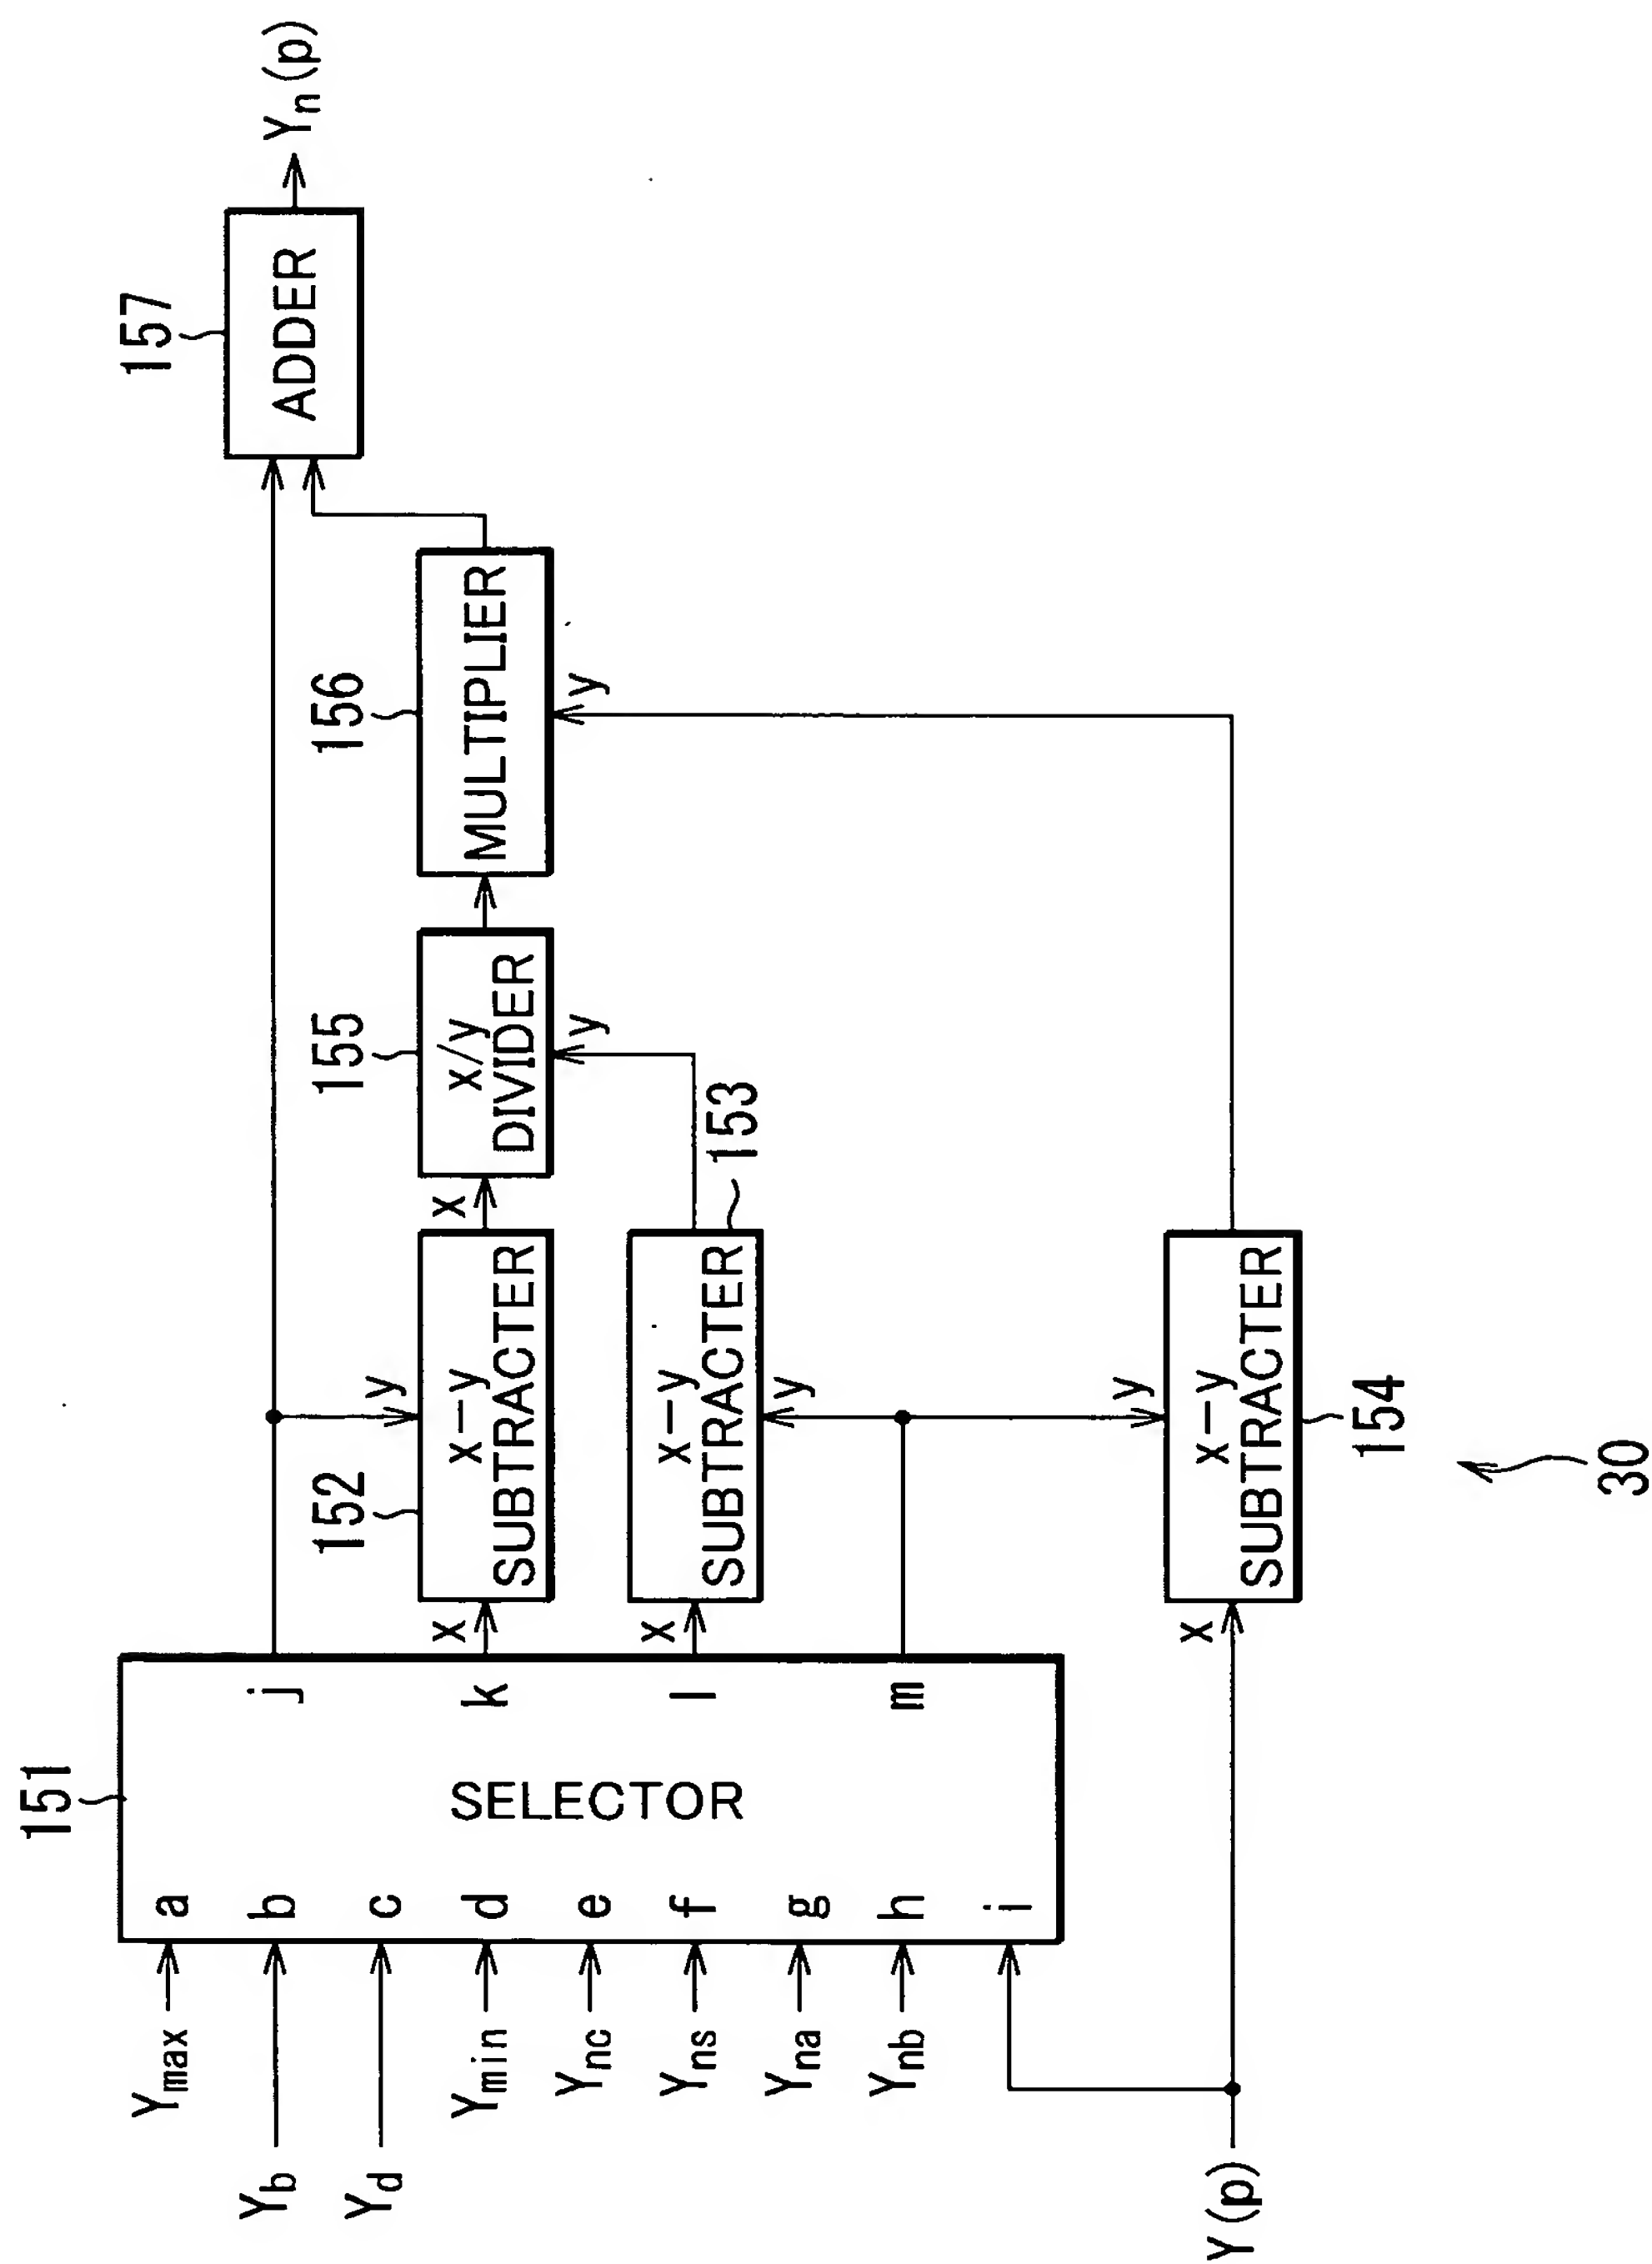 151
SELECTOR
a
b
c
d
e
f
g
h
i
j
k
l
m
Ymax
Yb
Yd
Ymin
Ync
Yns
Yna
Ynb
Y(p)
152
x-y
SUBTRACTER
x
y
153
x-y
SUBTRACTER
x
y
154
x-y
SUBTRACTER
x
y
155
x/y
DIVIDER
x
y
156
MULTIPLIER
y
157
ADDER
Yn(p)
30